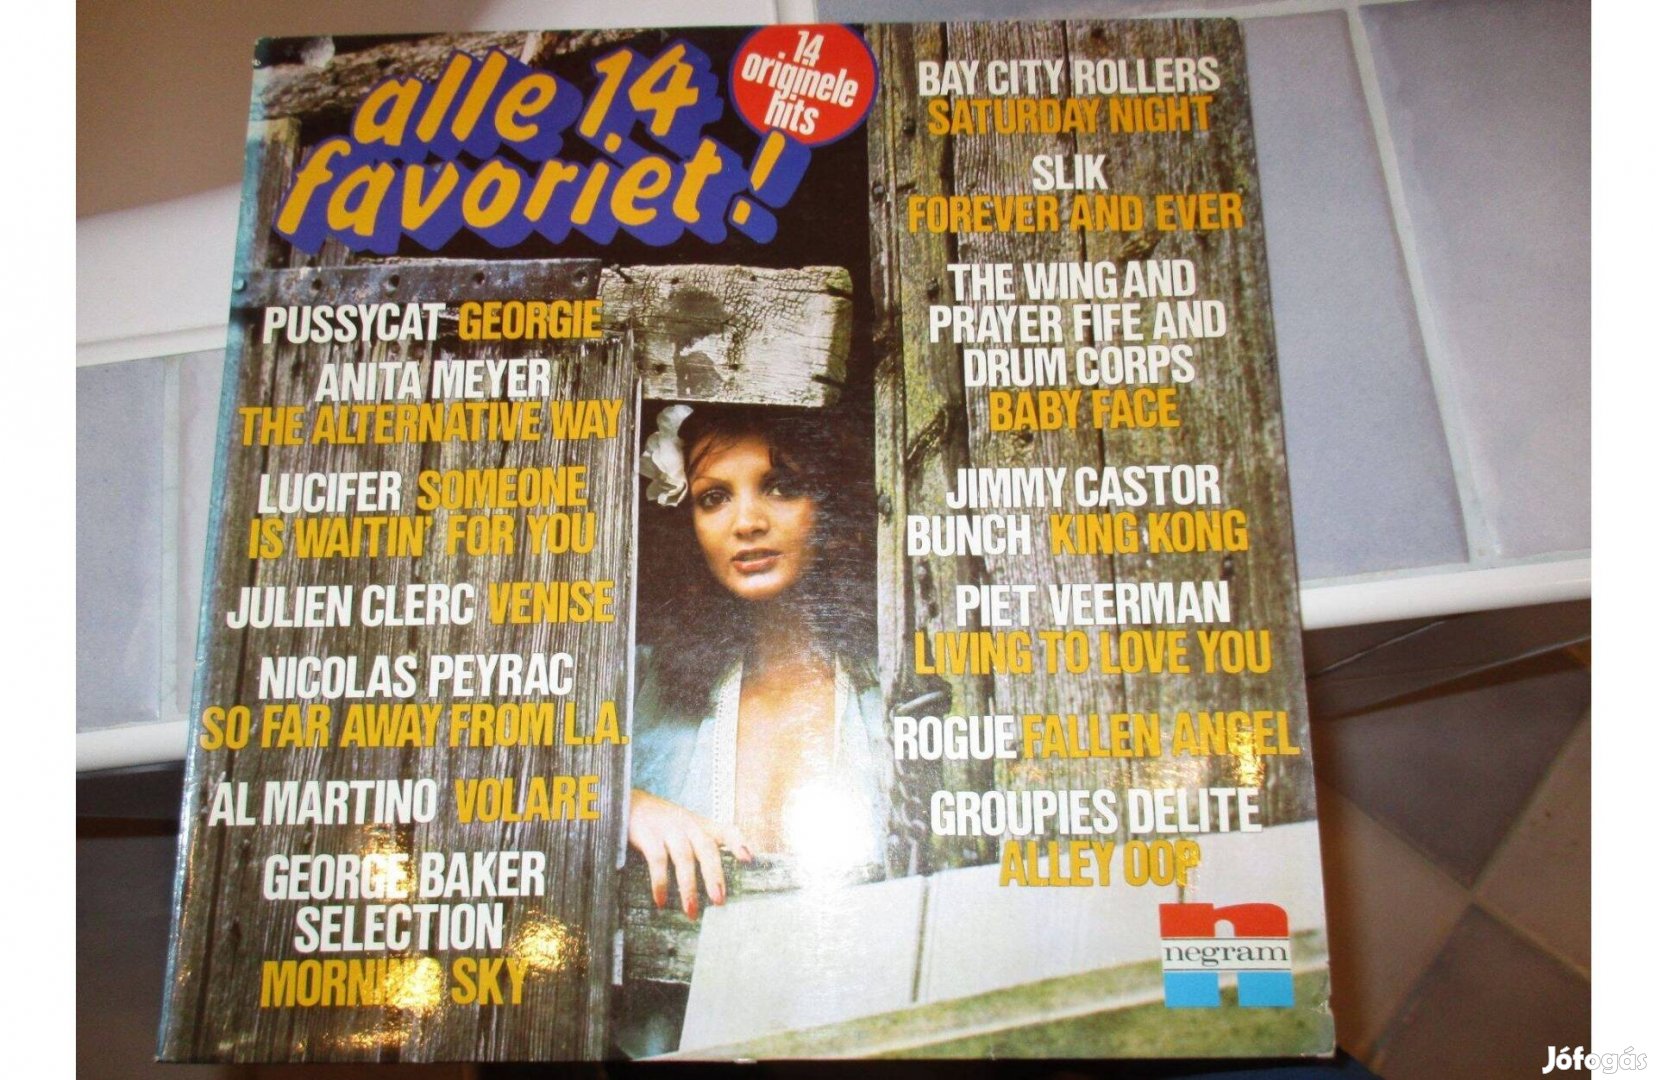 alle 14
favoriet!
14
originele
hits
PUSSYCAT GEORGIE
ANITA MEYER
THE ALTERNATIVE WAY
LUCIFER SOMEONE
IS WAITIN' FOR YOU
JULIEN CLERC VENISE
NICOLAS PEYRAC
SO FAR AWAY FROM L.A.
AL MARTINO VOLARE
GEORGE BAKER
SELECTION
MORNING SKY
BAY CITY ROLLERS
SATURDAY NIGHT
SLIK
FOREVER AND EVER
THE WING AND
PRAYER FIFE AND
DRUM CORPS
BABY FACE
JIMMY CASTOR
BUNCH KING KONG
PIET VEERMAN
LIVING TO LOVE YOU
ROGUE FALLEN ANGEL
GROUPIES DELITE
ALLEY OOP
n
negram
Jófogás